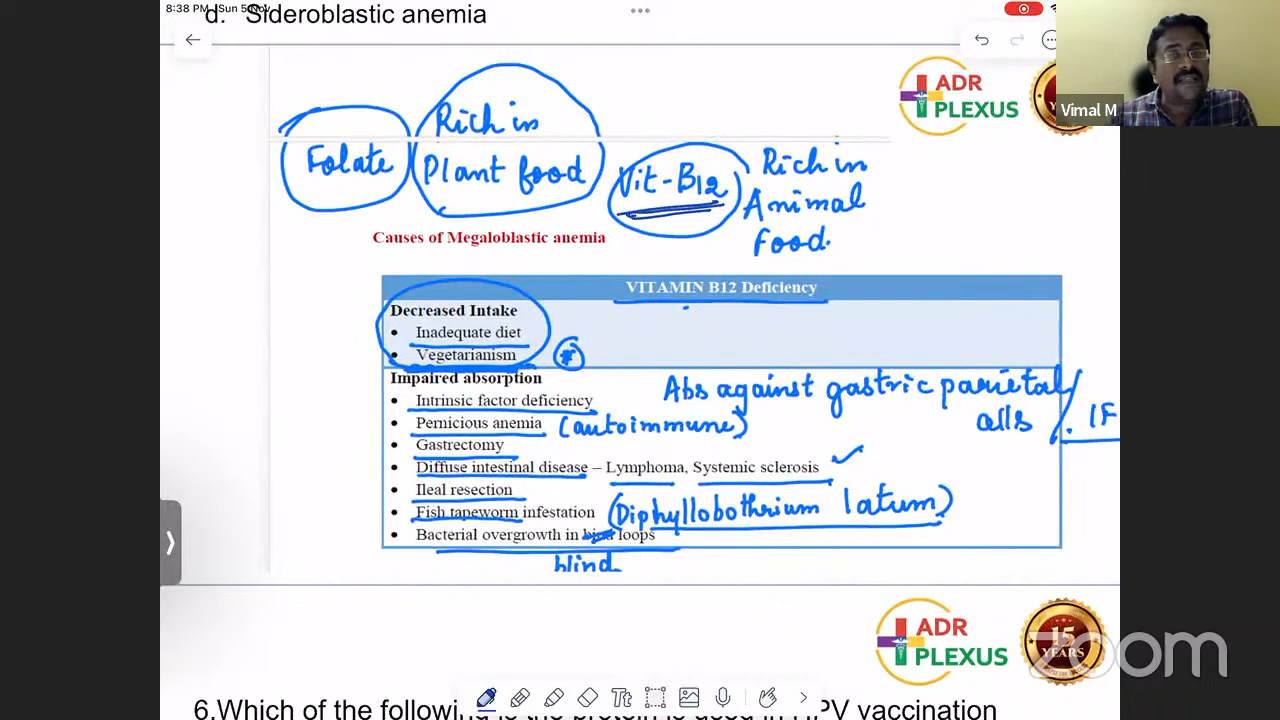 8:38 PM Sun 5 Nov
d. Sideroblastic anemia
ADR
PLEXUS
Vimal M
Rich in
Folate Plant food
Vit-B12
Rich in
Animal
food.
Causes of Megaloblastic anemia
VITAMIN B12 Deficiency
Decreased Intake
• Inadequate diet
• Vegetarianism
Impaired absorption
• Intrinsic factor deficiency
Abs against gastric parietal
cells / IF
• Pernicious anemia (autoimmune)
• Gastrectomy
• Diffuse intestinal disease – Lymphoma, Systemic sclerosis
• Ileal resection
• Fish tapeworm infestation (Diphyllobothrium latum)
• Bacterial overgrowth in loops
blind
ADR
PLEXUS
15
YEARS
zoom
6.Which of the following is the protein is used in HPV vaccination
Tt